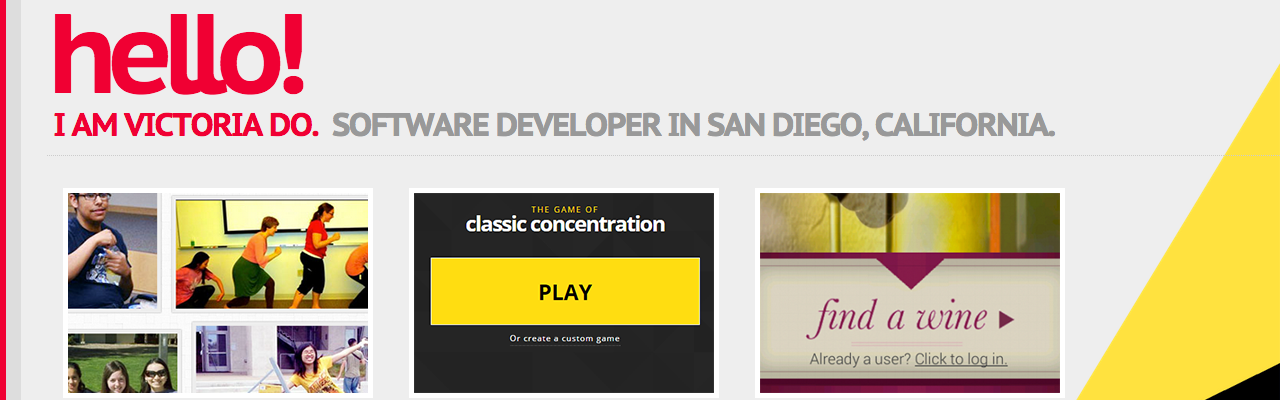 hello!
I AM VICTORIA DO. SOFTWARE DEVELOPER IN SAN DIEGO, CALIFORNIA.
THE GAME OF
classic concentration
PLAY
Or create a custom game
find a wine ▶
Already a user? Click to log in.